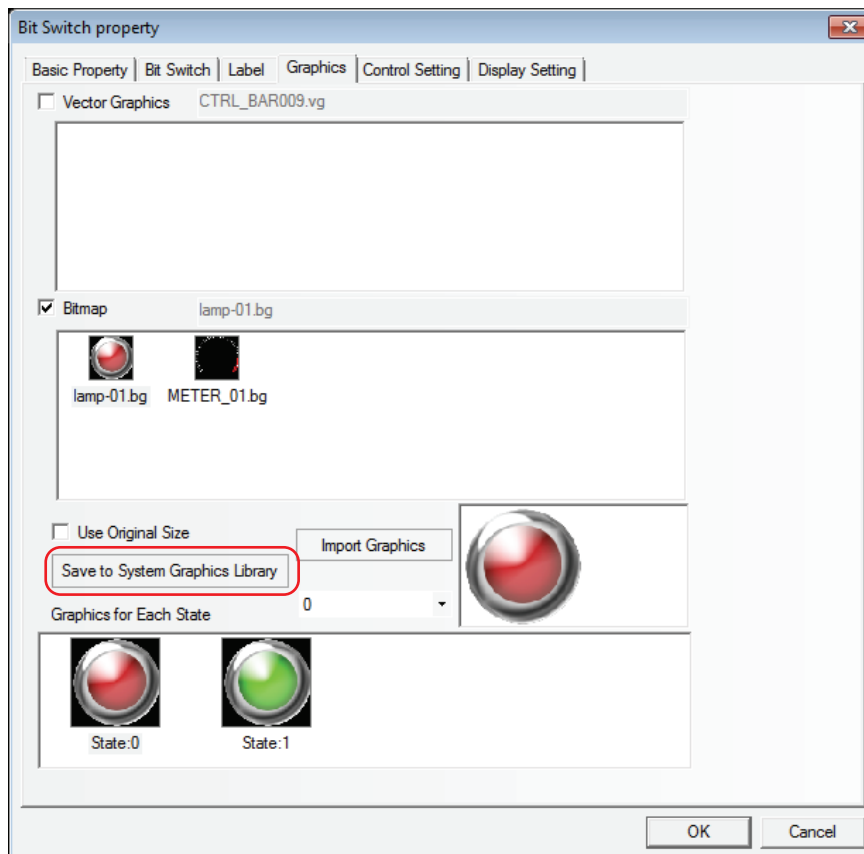 Bit Switch property
Basic Property Bit Switch Label Graphics Control Setting Display Setting
Vector Graphics CTRL_BAR009.vg
Bitmap lamp-01.bg
lamp-01.bg METER_01.bg
Use Original Size
Import Graphics
Save to System Graphics Library
0
Graphics for Each State
State:0 State:1
OK Cancel